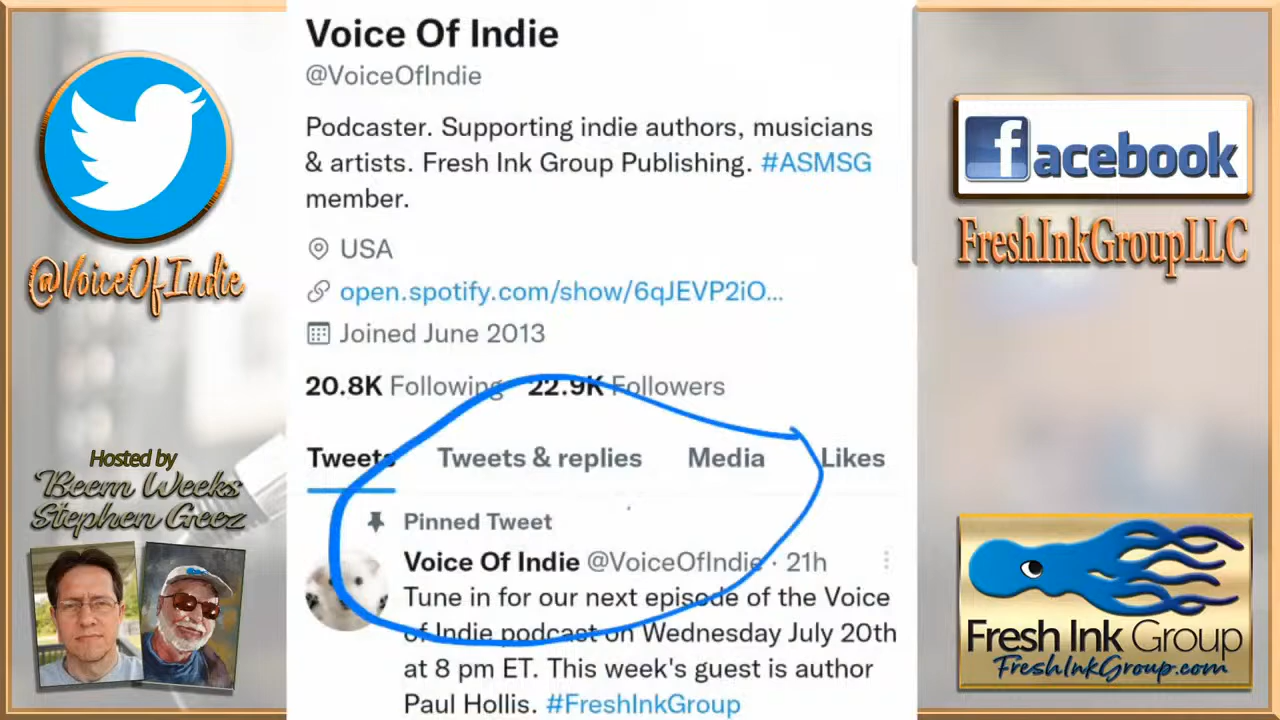 @VoiceOfIndie
Hosted by
Beem Weeks
Stephen Geez
Voice Of Indie
@VoiceOfIndie
Podcaster. Supporting indie authors, musicians
& artists. Fresh Ink Group Publishing. #ASMSG
member.
USA
open.spotify.com/show/6qJEVP2iO...
Joined June 2013
20.8K Following 22.9K Followers
Tweets Tweets & replies Media Likes
Pinned Tweet
Voice Of Indie @VoiceOfIndie · 21h
Tune in for our next episode of the Voice
of Indie podcast on Wednesday July 20th
at 8 pm ET. This week's guest is author
Paul Hollis. #FreshInkGroup
facebook
FreshInkGroupLLC
Fresh Ink Group
FreshInkGroup.com